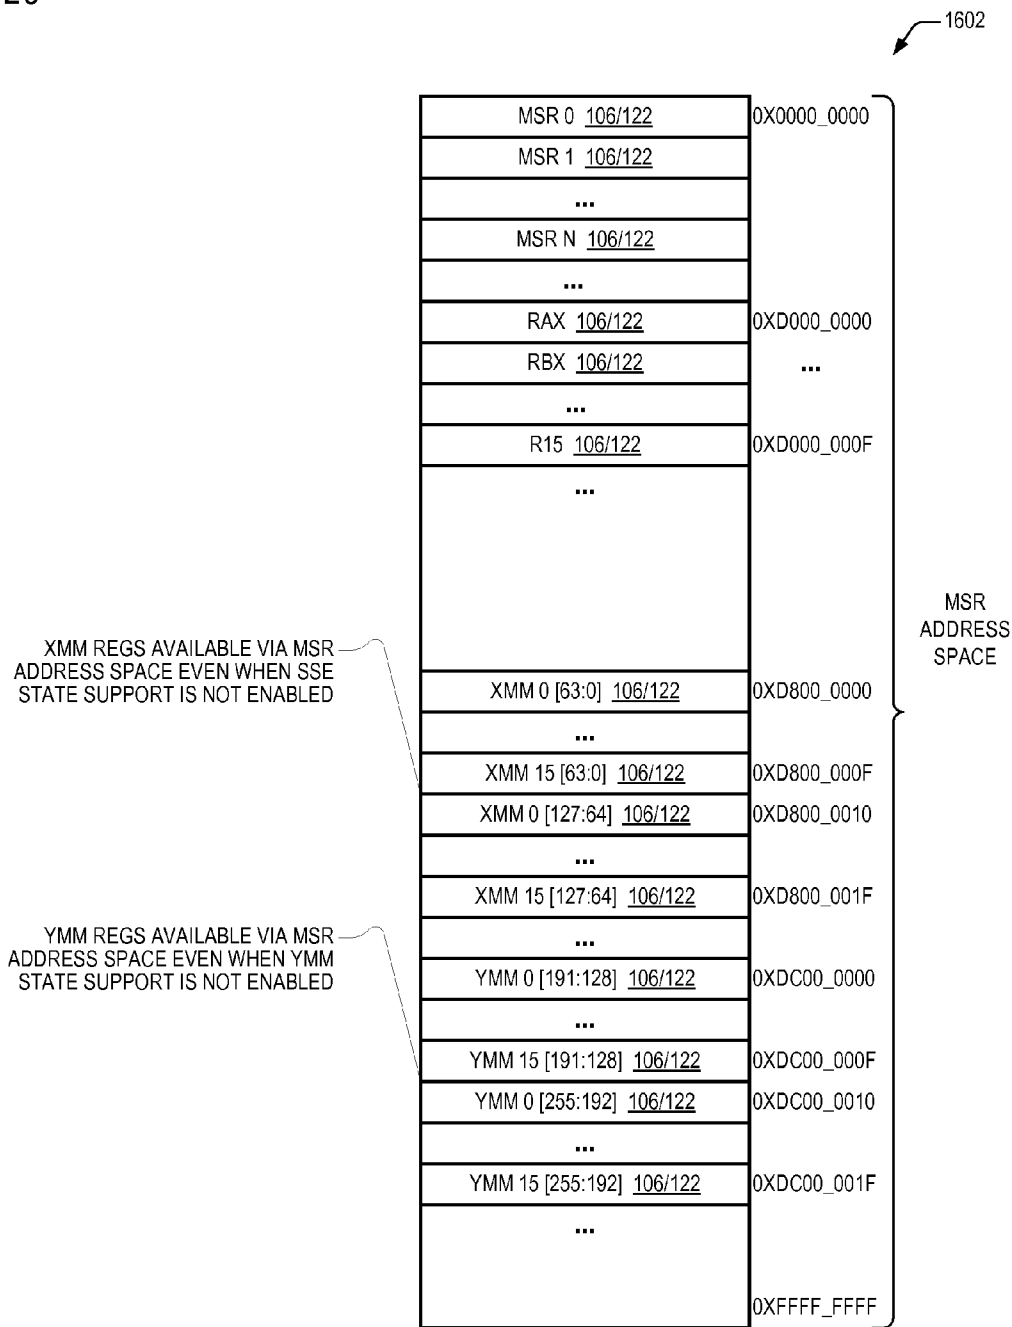 1602
MSR 0 106/122 0X0000_0000
MSR 1 106/122
...
MSR N 106/122
...
RAX 106/122 0XD000_0000
RBX 106/122 ...
...
R15 106/122 0XD000_000F
...
MSR
ADDRESS
SPACE
XMM REGS AVAILABLE VIA MSR
ADDRESS SPACE EVEN WHEN SSE
STATE SUPPORT IS NOT ENABLED
XMM 0 [63:0] 106/122 0XD800_0000
...
XMM 15 [63:0] 106/122 0XD800_000F
XMM 0 [127:64] 106/122 0XD800_0010
...
XMM 15 [127:64] 106/122 0XD800_001F
...
YMM REGS AVAILABLE VIA MSR
ADDRESS SPACE EVEN WHEN YMM
STATE SUPPORT IS NOT ENABLED
YMM 0 [191:128] 106/122 0XDC00_0000
...
YMM 15 [191:128] 106/122 0XDC00_000F
YMM 0 [255:192] 106/122 0XDC00_0010
...
YMM 15 [255:192] 106/122 0XDC00_001F
...
0XFFFF_FFFF